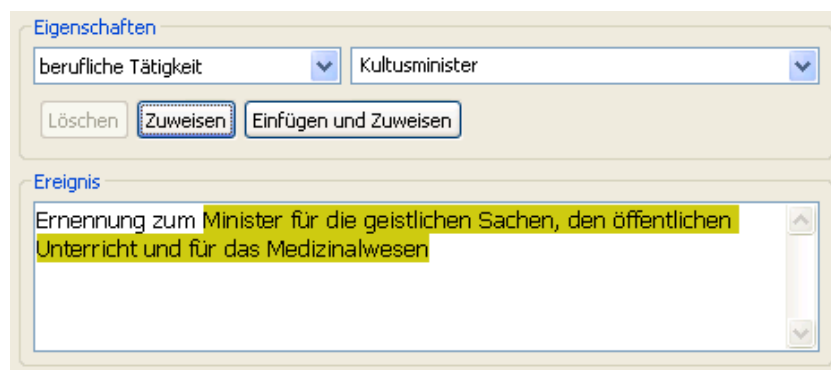 Eigenschaften
berufliche Tätigkeit Kultusminister
Löschen Zuweisen Einfügen und Zuweisen
Ereignis
Ernennung zum Minister für die geistlichen Sachen, den öffentlichen
Unterricht und für das Medizinalwesen